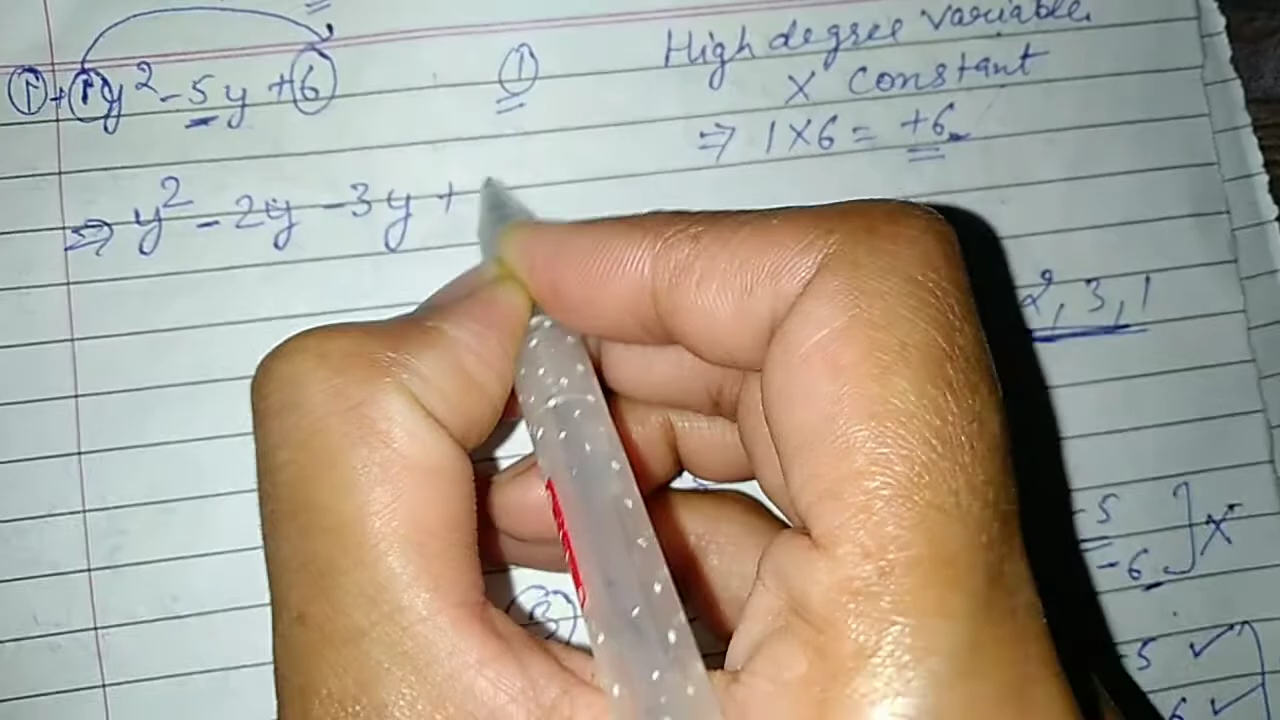 ① 1y² - 5y + 6
①
High degree variable
X Constant
⇒ 1X6 = +6
⇒ y² - 2y - 3y +
2, 3, 1
-5
-6 ] X
-5 ✓
6 ✓